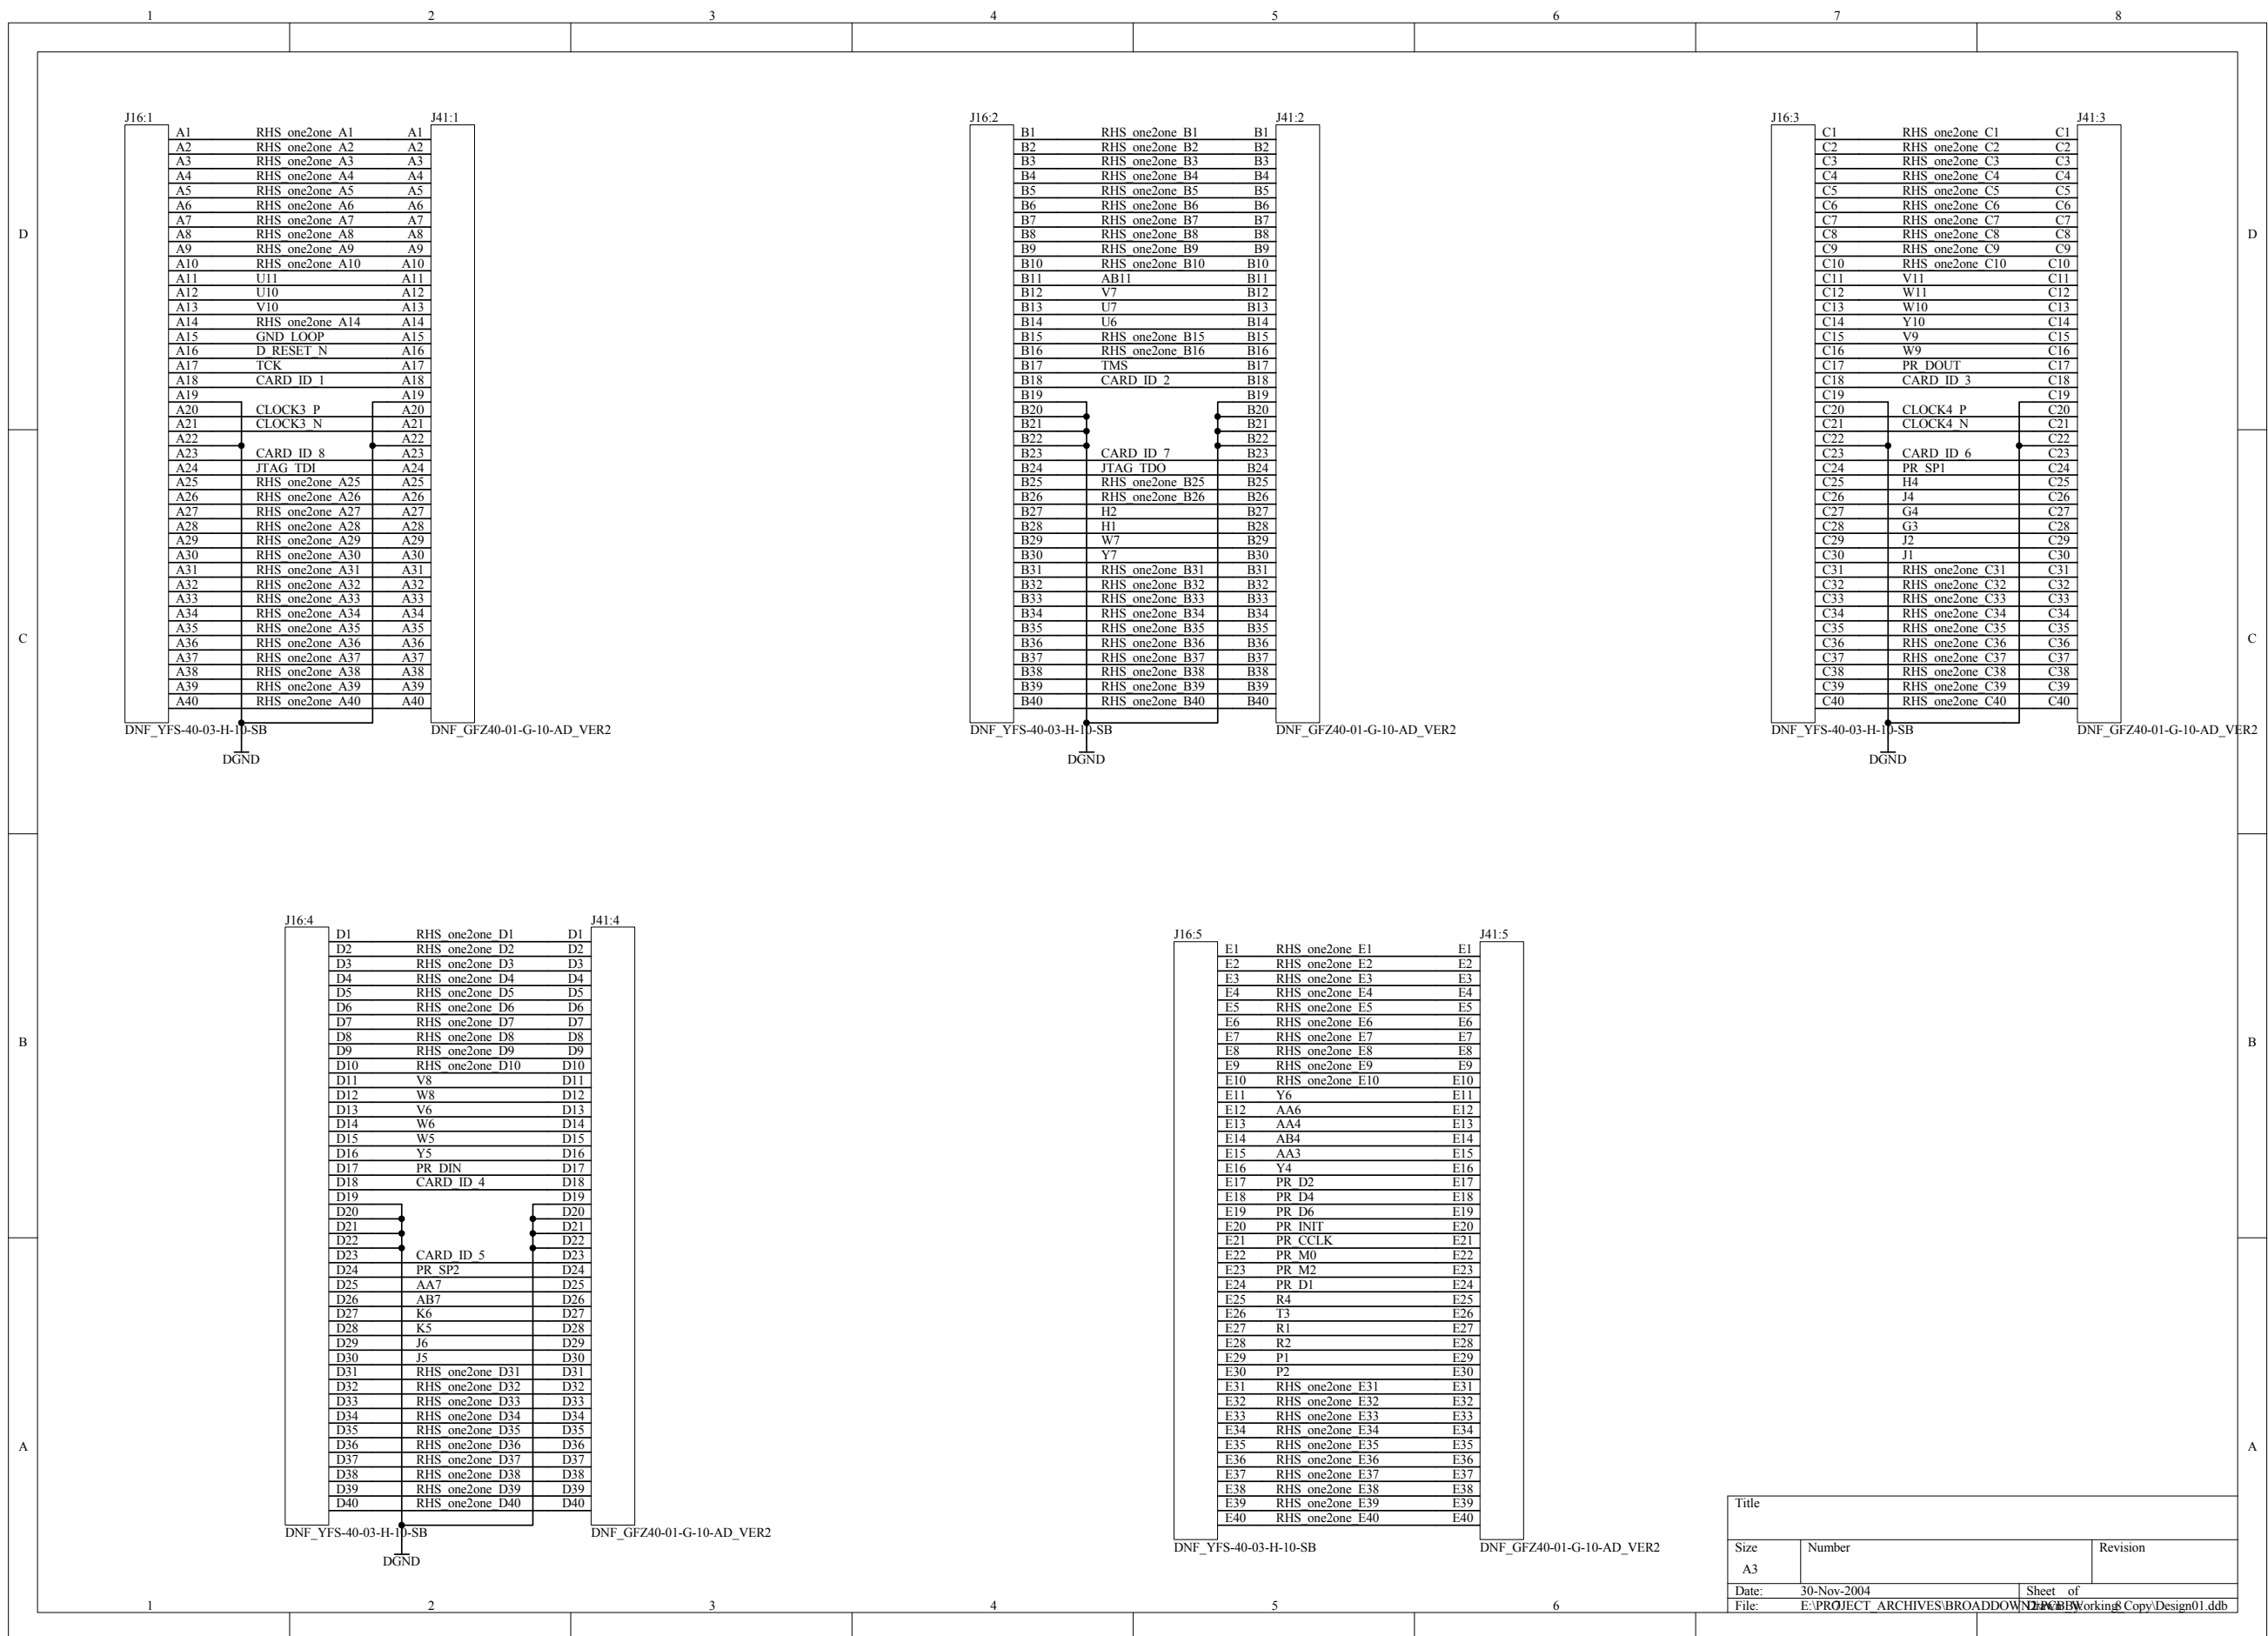 1 2 3 4 5 6 7 8
J16:1 J41:1
A1 RHS_one2one_A1 A1
A2 RHS_one2one_A2 A2
A3 RHS_one2one_A3 A3
A4 RHS_one2one_A4 A4
A5 RHS_one2one_A5 A5
A6 RHS_one2one_A6 A6
A7 RHS_one2one_A7 A7
A8 RHS_one2one_A8 A8
A9 RHS_one2one_A9 A9
A10 RHS_one2one_A10 A10
A11 U11 A11
A12 U10 A12
A13 V10 A13
A14 RHS_one2one_A14 A14
A15 GND_LOOP A15
A16 D_RESET_N A16
A17 TCK A17
A18 CARD_ID_1 A18
A19 A19
A20 CLOCK3_P A20
A21 CLOCK3_N A21
A22 A22
A23 CARD_ID_8 A23
A24 JTAG_TDI A24
A25 RHS_one2one_A25 A25
A26 RHS_one2one_A26 A26
A27 RHS_one2one_A27 A27
A28 RHS_one2one_A28 A28
A29 RHS_one2one_A29 A29
A30 RHS_one2one_A30 A30
A31 RHS_one2one_A31 A31
A32 RHS_one2one_A32 A32
A33 RHS_one2one_A33 A33
A34 RHS_one2one_A34 A34
A35 RHS_one2one_A35 A35
A36 RHS_one2one_A36 A36
A37 RHS_one2one_A37 A37
A38 RHS_one2one_A38 A38
A39 RHS_one2one_A39 A39
A40 RHS_one2one_A40 A40
DNF_YFS-40-03-H-10-SB DNF_GFZ40-01-G-10-AD_VER2
DGND
J16:2 J41:2
B1 RHS_one2one_B1 B1
B2 RHS_one2one_B2 B2
B3 RHS_one2one_B3 B3
B4 RHS_one2one_B4 B4
B5 RHS_one2one_B5 B5
B6 RHS_one2one_B6 B6
B7 RHS_one2one_B7 B7
B8 RHS_one2one_B8 B8
B9 RHS_one2one_B9 B9
B10 RHS_one2one_B10 B10
B11 AB11 B11
B12 V7 B12
B13 U7 B13
B14 U6 B14
B15 RHS_one2one_B15 B15
B16 RHS_one2one_B16 B16
B17 TMS B17
B18 CARD_ID_2 B18
B19 B19
B20 B20
B21 B21
B22 B22
B23 CARD_ID_7 B23
B24 JTAG_TDO B24
B25 RHS_one2one_B25 B25
B26 RHS_one2one_B26 B26
B27 H2 B27
B28 H1 B28
B29 W7 B29
B30 Y7 B30
B31 RHS_one2one_B31 B31
B32 RHS_one2one_B32 B32
B33 RHS_one2one_B33 B33
B34 RHS_one2one_B34 B34
B35 RHS_one2one_B35 B35
B36 RHS_one2one_B36 B36
B37 RHS_one2one_B37 B37
B38 RHS_one2one_B38 B38
B39 RHS_one2one_B39 B39
B40 RHS_one2one_B40 B40
DNF_YFS-40-03-H-10-SB DNF_GFZ40-01-G-10-AD_VER2
DGND
J16:3 J41:3
C1 RHS_one2one_C1 C1
C2 RHS_one2one_C2 C2
C3 RHS_one2one_C3 C3
C4 RHS_one2one_C4 C4
C5 RHS_one2one_C5 C5
C6 RHS_one2one_C6 C6
C7 RHS_one2one_C7 C7
C8 RHS_one2one_C8 C8
C9 RHS_one2one_C9 C9
C10 RHS_one2one_C10 C10
C11 V11 C11
C12 W11 C12
C13 W10 C13
C14 Y10 C14
C15 V9 C15
C16 W9 C16
C17 PR_DOUT C17
C18 CARD_ID_3 C18
C19 C19
C20 CLOCK4_P C20
C21 CLOCK4_N C21
C22 C22
C23 CARD_ID_6 C23
C24 PR_SP1 C24
C25 H4 C25
C26 J4 C26
C27 G4 C27
C28 G3 C28
C29 J2 C29
C30 J1 C30
C31 RHS_one2one_C31 C31
C32 RHS_one2one_C32 C32
C33 RHS_one2one_C33 C33
C34 RHS_one2one_C34 C34
C35 RHS_one2one_C35 C35
C36 RHS_one2one_C36 C36
C37 RHS_one2one_C37 C37
C38 RHS_one2one_C38 C38
C39 RHS_one2one_C39 C39
C40 RHS_one2one_C40 C40
DNF_YFS-40-03-H-10-SB DNF_GFZ40-01-G-10-AD_VER2
DGND
D D
C C
B B
A A
J16:4 J41:4
D1 RHS_one2one_D1 D1
D2 RHS_one2one_D2 D2
D3 RHS_one2one_D3 D3
D4 RHS_one2one_D4 D4
D5 RHS_one2one_D5 D5
D6 RHS_one2one_D6 D6
D7 RHS_one2one_D7 D7
D8 RHS_one2one_D8 D8
D9 RHS_one2one_D9 D9
D10 RHS_one2one_D10 D10
D11 V8 D11
D12 W8 D12
D13 V6 D13
D14 W6 D14
D15 W5 D15
D16 Y5 D16
D17 PR_DIN D17
D18 CARD_ID_4 D18
D19 D19
D20 D20
D21 D21
D22 D22
D23 CARD_ID_5 D23
D24 PR_SP2 D24
D25 AA7 D25
D26 AB7 D26
D27 K6 D27
D28 K5 D28
D29 J6 D29
D30 J5 D30
D31 RHS_one2one_D31 D31
D32 RHS_one2one_D32 D32
D33 RHS_one2one_D33 D33
D34 RHS_one2one_D34 D34
D35 RHS_one2one_D35 D35
D36 RHS_one2one_D36 D36
D37 RHS_one2one_D37 D37
D38 RHS_one2one_D38 D38
D39 RHS_one2one_D39 D39
D40 RHS_one2one_D40 D40
DNF_YFS-40-03-H-10-SB DNF_GFZ40-01-G-10-AD_VER2
DGND
J16:5 J41:5
E1 RHS_one2one_E1 E1
E2 RHS_one2one_E2 E2
E3 RHS_one2one_E3 E3
E4 RHS_one2one_E4 E4
E5 RHS_one2one_E5 E5
E6 RHS_one2one_E6 E6
E7 RHS_one2one_E7 E7
E8 RHS_one2one_E8 E8
E9 RHS_one2one_E9 E9
E10 RHS_one2one_E10 E10
E11 Y6 E11
E12 AA6 E12
E13 AA4 E13
E14 AB4 E14
E15 AA3 E15
E16 Y4 E16
E17 PR_D2 E17
E18 PR_D4 E18
E19 PR_D6 E19
E20 PR_INIT E20
E21 PR_CCLK E21
E22 PR_M0 E22
E23 PR_M2 E23
E24 PR_D1 E24
E25 R4 E25
E26 T3 E26
E27 R1 E27
E28 R2 E28
E29 P1 E29
E30 P2 E30
E31 RHS_one2one_E31 E31
E32 RHS_one2one_E32 E32
E33 RHS_one2one_E33 E33
E34 RHS_one2one_E34 E34
E35 RHS_one2one_E35 E35
E36 RHS_one2one_E36 E36
E37 RHS_one2one_E37 E37
E38 RHS_one2one_E38 E38
E39 RHS_one2one_E39 E39
E40 RHS_one2one_E40 E40
DNF_YFS-40-03-H-10-SB DNF_GFZ40-01-G-10-AD_VER2
Title
Size Number Revision
A3
Date: 30-Nov-2004 Sheet of
File: Copy\Design01.ddb
1 2 3 4 5 6 7 8